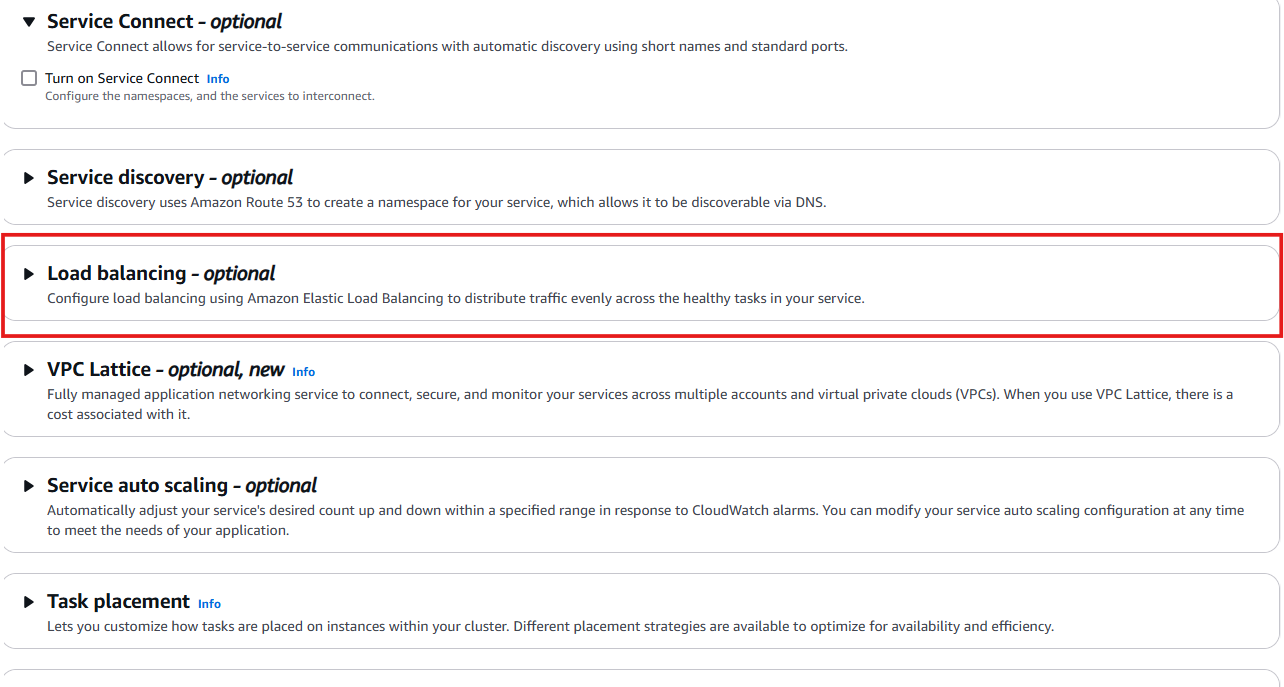 Service Connect - optional
Service Connect allows for service-to-service communications with automatic discovery using short names and standard ports.
Turn on Service Connect Info
Configure the namespaces, and the services to interconnect.
Service discovery - optional
Service discovery uses Amazon Route 53 to create a namespace for your service, which allows it to be discoverable via DNS.
Load balancing - optional
Configure load balancing using Amazon Elastic Load Balancing to distribute traffic evenly across the healthy tasks in your service.
VPC Lattice - optional, new Info
Fully managed application networking service to connect, secure, and monitor your services across multiple accounts and virtual private clouds (VPCs). When you use VPC Lattice, there is a
cost associated with it.
Service auto scaling - optional
Automatically adjust your service's desired count up and down within a specified range in response to CloudWatch alarms. You can modify your service auto scaling configuration at any time
to meet the needs of your application.
Task placement Info
Lets you customize how tasks are placed on instances within your cluster. Different placement strategies are available to optimize for availability and efficiency.